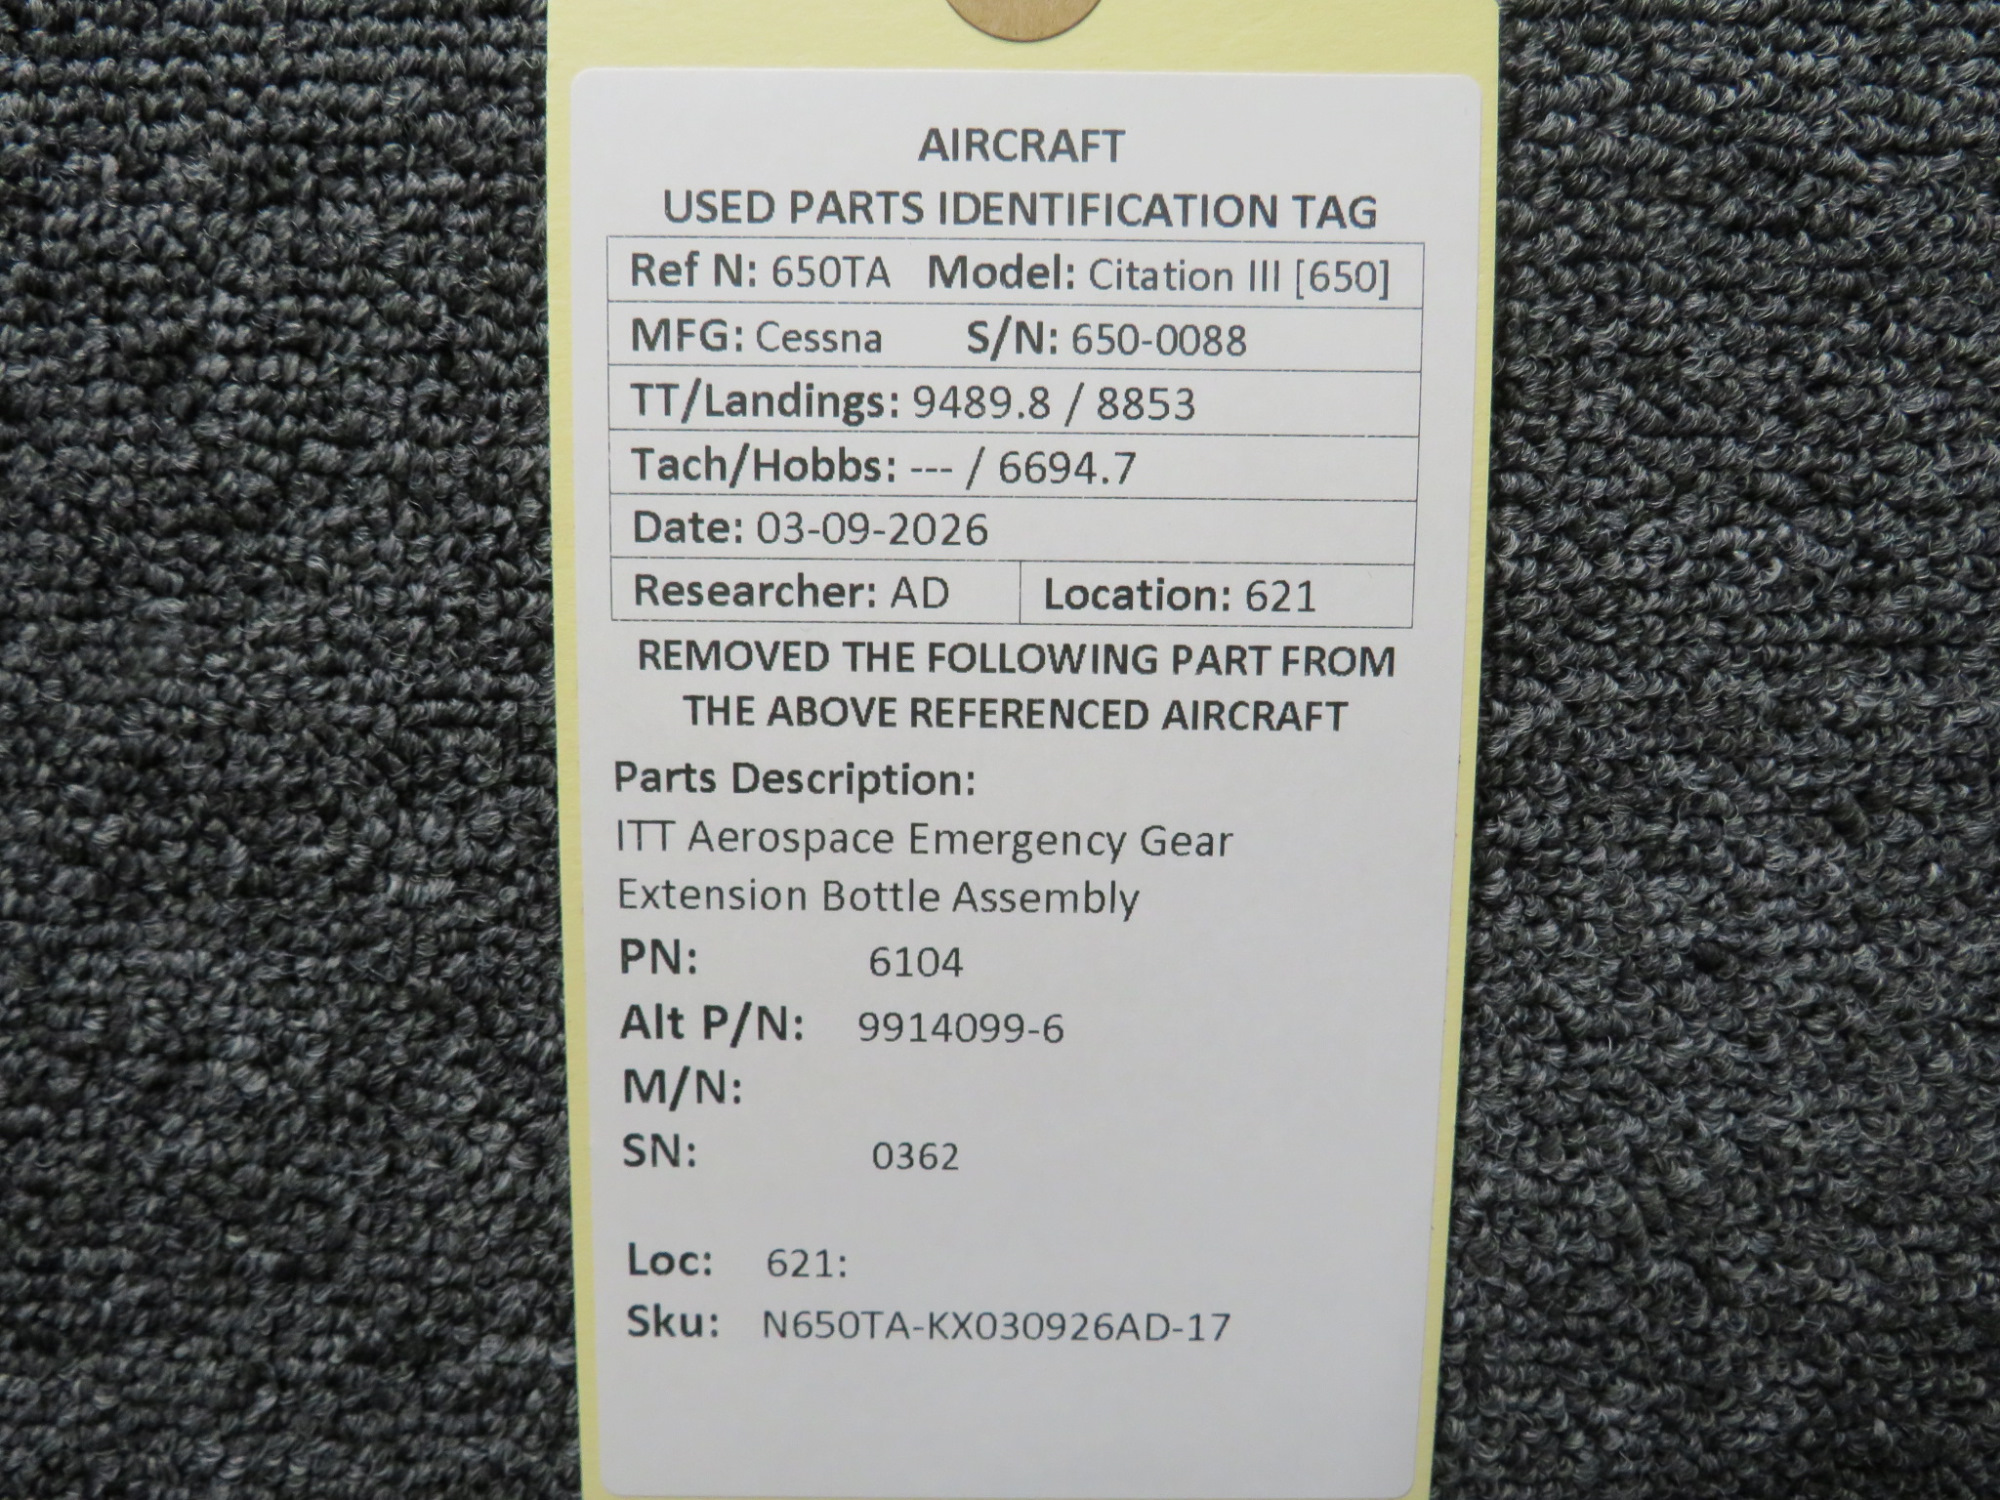 AIRCRAFT
USED PARTS IDENTIFICATION TAG
Ref N: 650TA Model: Citation III [650]
MFG: Cessna S/N: 650-0088
TT/Landings: 9489.8 / 8853
Tach/Hobbs: --- / 6694.7
Date: 03-09-2026
Researcher: AD Location: 621
REMOVED THE FOLLOWING PART FROM
THE ABOVE REFERENCED AIRCRAFT
Parts Description:
ITT Aerospace Emergency Gear
Extension Bottle Assembly
PN: 6104
Alt P/N: 9914099-6
M/N:
SN: 0362
Loc: 621:
Sku: N650TA-KX030926AD-17